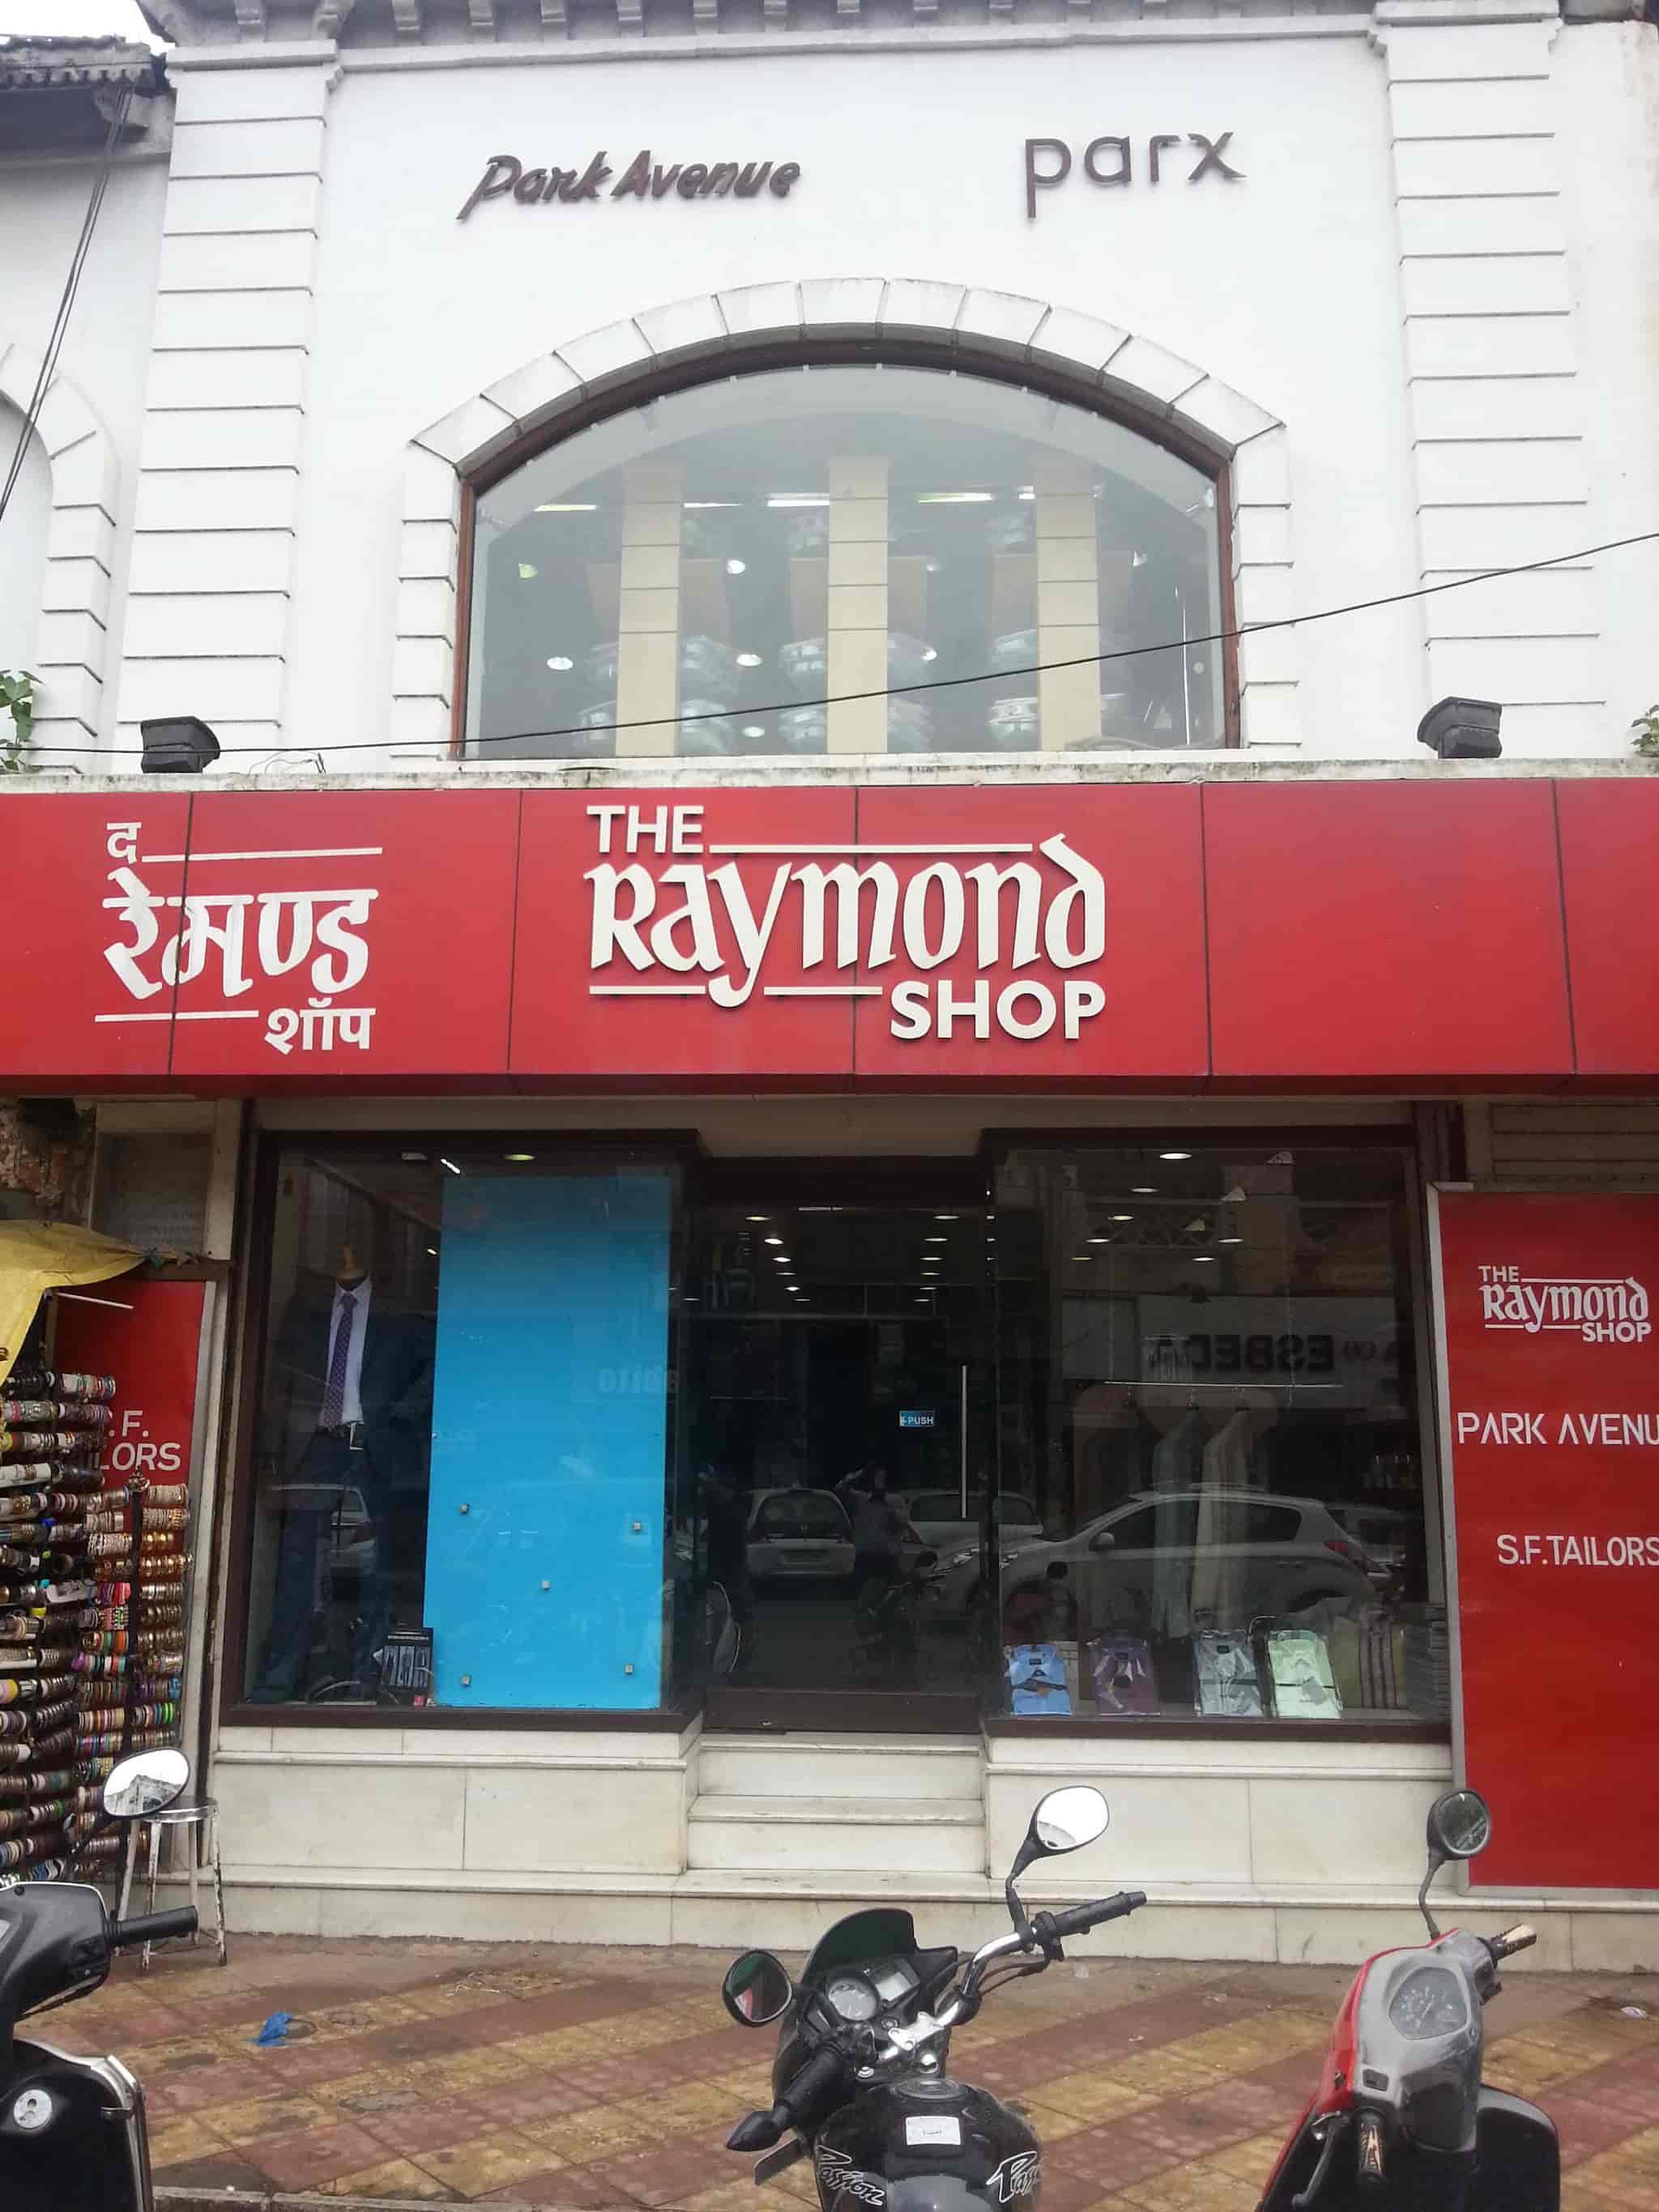 Park Avenue
parx
द
रेमण्ड
शॉप
THE
Raymond
SHOP
THE
Raymond
SHOP
PARK AVENU
S.F.TAILORS
.F.
LORS
PUSH
Passion